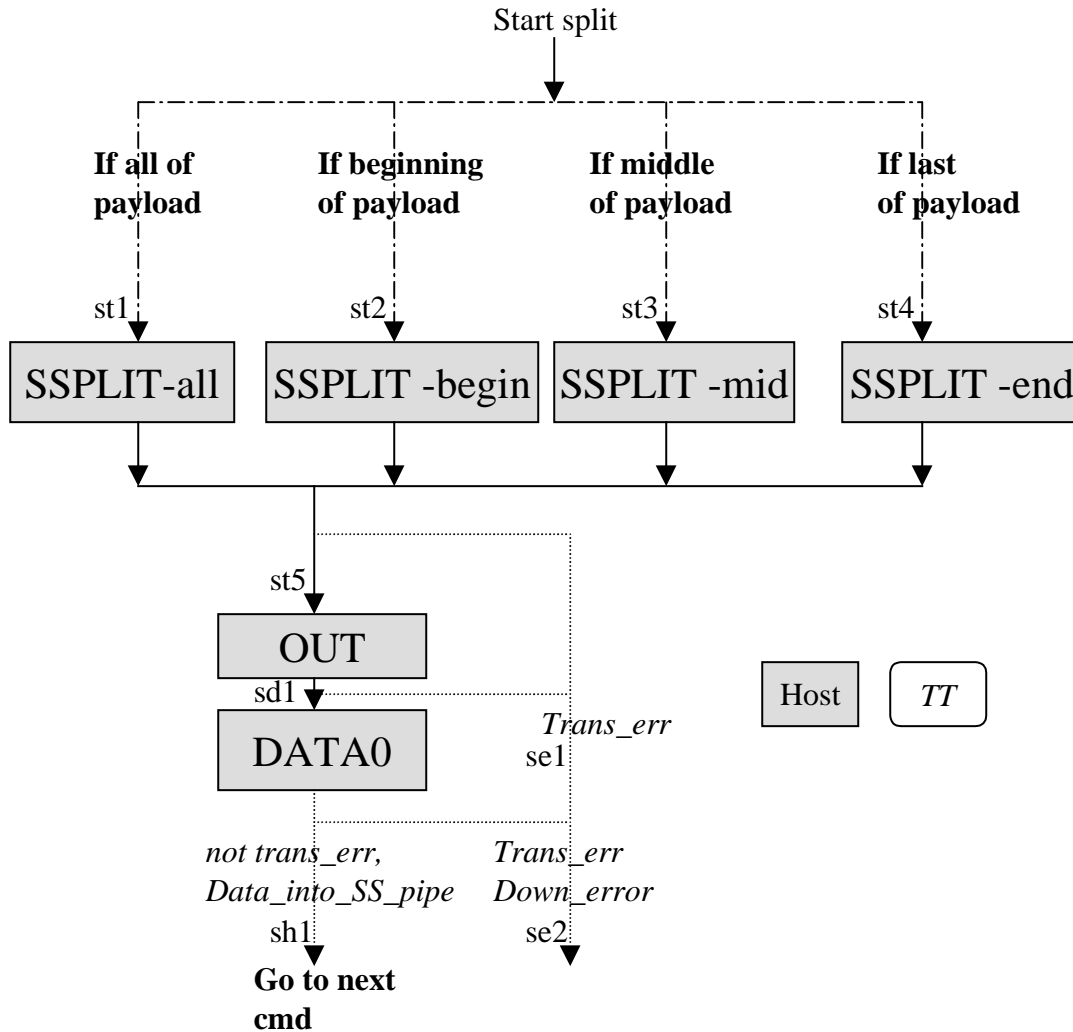 Start split
If all of
payload
If beginning
of payload
If middle
of payload
If last
of payload
st1
st2
st3
st4
SSPLIT-all
SSPLIT -begin
SSPLIT -mid
SSPLIT -end
st5
OUT
sd1
DATA0
Trans_err
se1
Host
TT
not trans_err,
Data_into_SS_pipe
sh1
Trans_err
Down_error
se2
Go to next
cmd